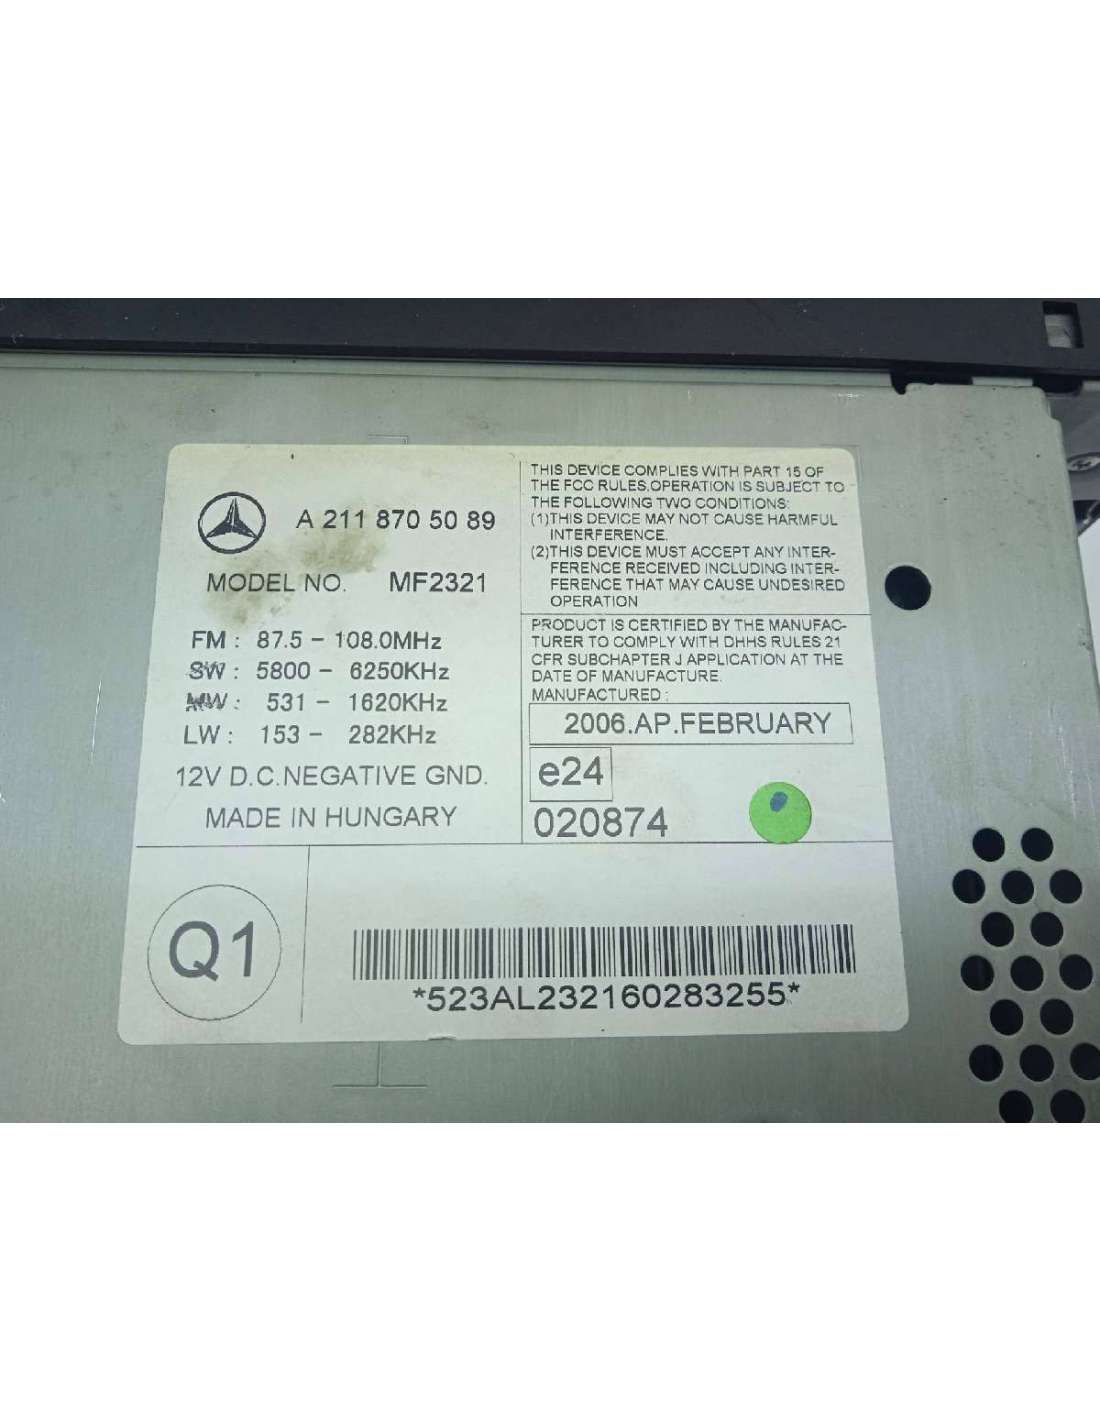 A 211 870 50 89
MODEL NO. MF2321
FM : 87.5 - 108.0MHz
SW : 5800 - 6250KHz
MW : 531 - 1620KHz
LW : 153 - 282KHz
12V D.C.NEGATIVE GND.
MADE IN HUNGARY
THIS DEVICE COMPLIES WITH PART 15 OF
THE FCC RULES.OPERATION IS SUBJECT TO
THE FOLLOWING TWO CONDITIONS:
(1)THIS DEVICE MAY NOT CAUSE HARMFUL
INTERFERENCE.
(2)THIS DEVICE MUST ACCEPT ANY INTER-
FERENCE RECEIVED INCLUDING INTER-
FERENCE THAT MAY CAUSE UNDESIRED
OPERATION
PRODUCT IS CERTIFIED BY THE MANUFAC-
TURER TO COMPLY WITH DHHS RULES 21
CFR SUBCHAPTER J APPLICATION AT THE
DATE OF MANUFACTURE.
MANUFACTURED :
2006.AP.FEBRUARY
e24
020874
Q1
*523AL232160283255*